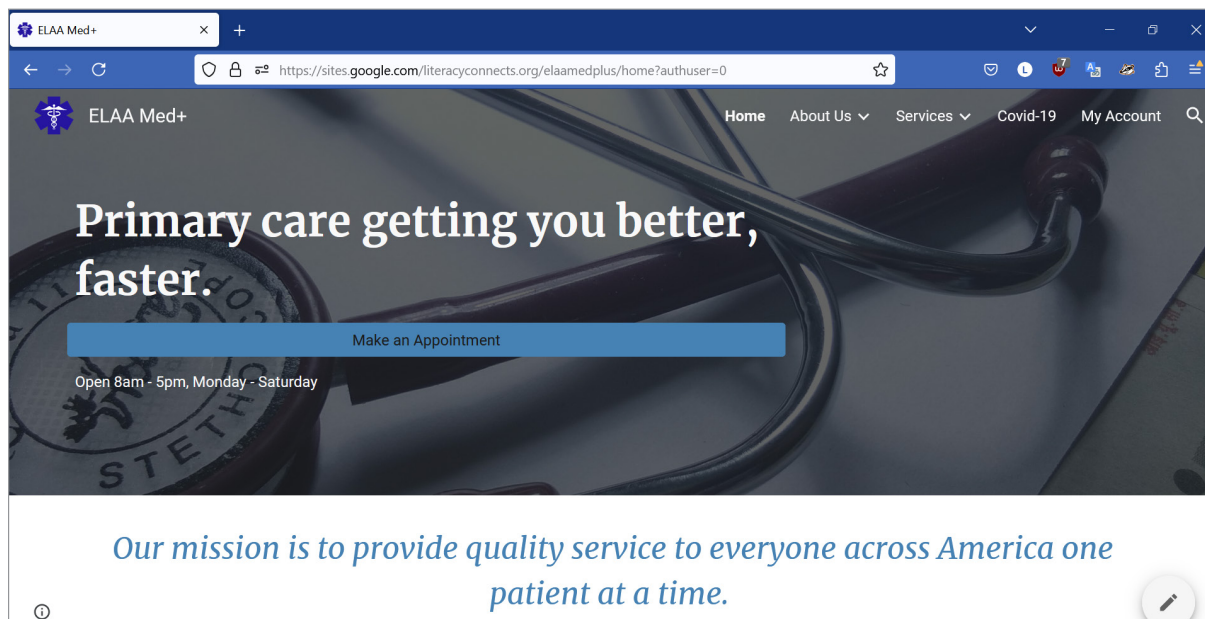 ELAA Med+
https://sites.google.com/literacyconnects.org/elaamedplus/home?authuser=0
L
7
ELAA Med+
Home About Us Services Covid-19 My Account
Primary care getting you better,
faster.
Make an Appointment
Open 8am - 5pm, Monday - Saturday
STETHO
Our mission is to provide quality service to everyone across America one
patient at a time.